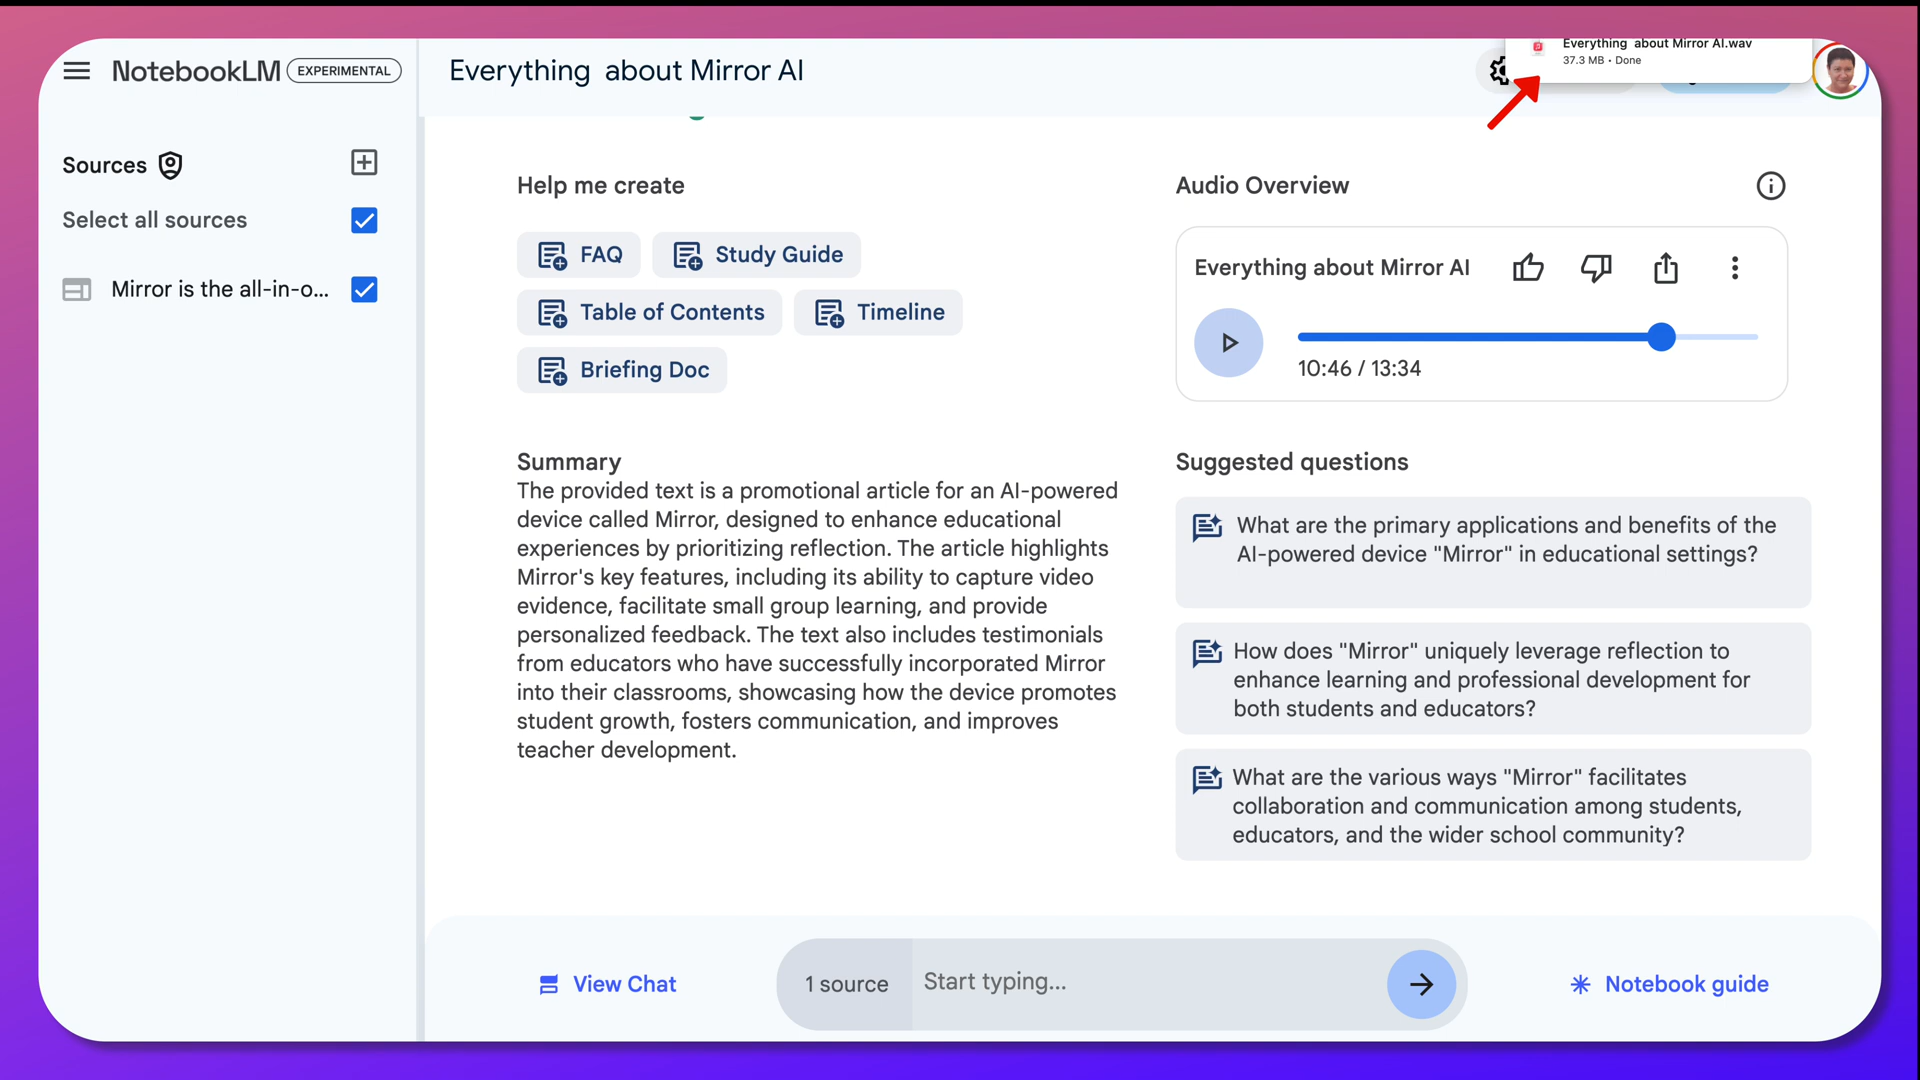 NotebookLM EXPERIMENTAL
Everything about Mirror AI
Everything about Mirror AI.wav
37.3 MB • Done
Sources
Select all sources
Mirror is the all-in-o...
Help me create
FAQ
Study Guide
Table of Contents
Timeline
Briefing Doc
Audio Overview
Everything about Mirror AI
10:46 / 13:34
Summary
The provided text is a promotional article for an AI-powered
device called Mirror, designed to enhance educational
experiences by prioritizing reflection. The article highlights
Mirror's key features, including its ability to capture video
evidence, facilitate small group learning, and provide
personalized feedback. The text also includes testimonials
from educators who have successfully incorporated Mirror
into their classrooms, showcasing how the device promotes
student growth, fosters communication, and improves
teacher development.
Suggested questions
What are the primary applications and benefits of the
AI-powered device "Mirror" in educational settings?
How does "Mirror" uniquely leverage reflection to
enhance learning and professional development for
both students and educators?
What are the various ways "Mirror" facilitates
collaboration and communication among students,
educators, and the wider school community?
View Chat
1 source
Start typing...
Notebook guide